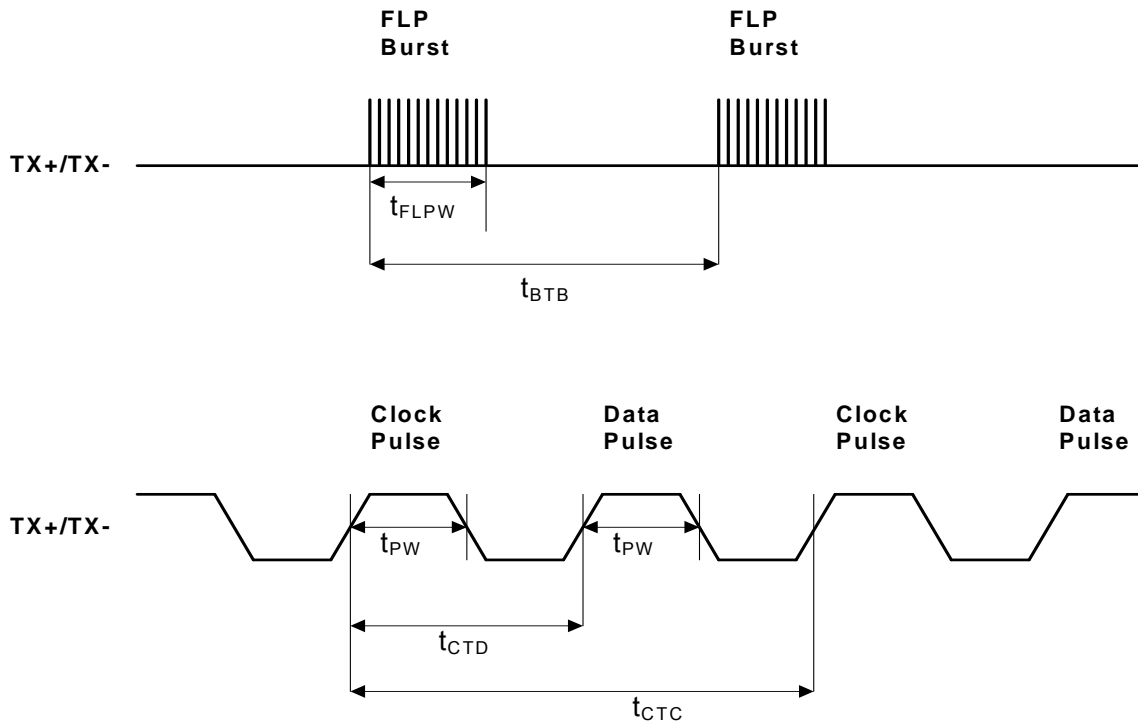 FLP Burst
FLP Burst
TX+/TX-
tFLPW
tBTB
Clock Pulse
Data Pulse
Clock Pulse
Data Pulse
TX+/TX-
tPW
tPW
tCTD
tCTC